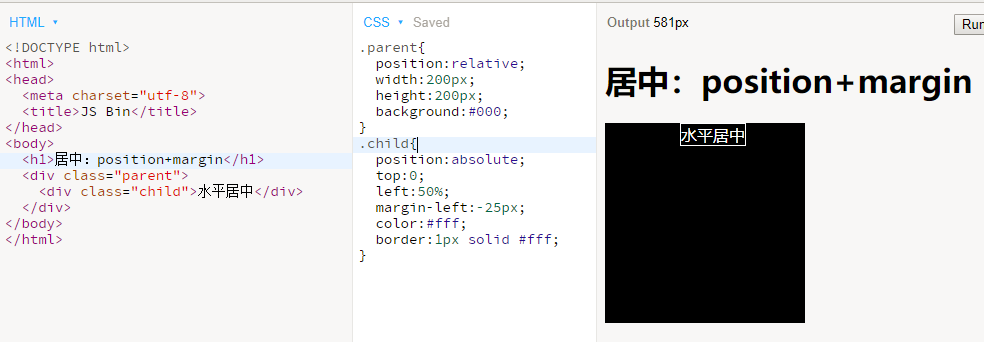 HTML ▾
<!DOCTYPE html>
<html>
<head>
  <meta charset="utf-8">
  <title>JS Bin</title>
</head>
<body>
  <h1>居中：position+margin</h1>
  <div class="parent">
    <div class="child">水平居中</div>
  </div>
</body>
</html>
CSS ▾ Saved
.parent{
  position:relative;
  width:200px;
  height:200px;
  background:#000;
}
.child{
  position:absolute;
  top:0;
  left:50%;
  margin-left:-25px;
  color:#fff;
  border:1px solid #fff;
}
Output 581px
Run
居中：position+margin
水平居中